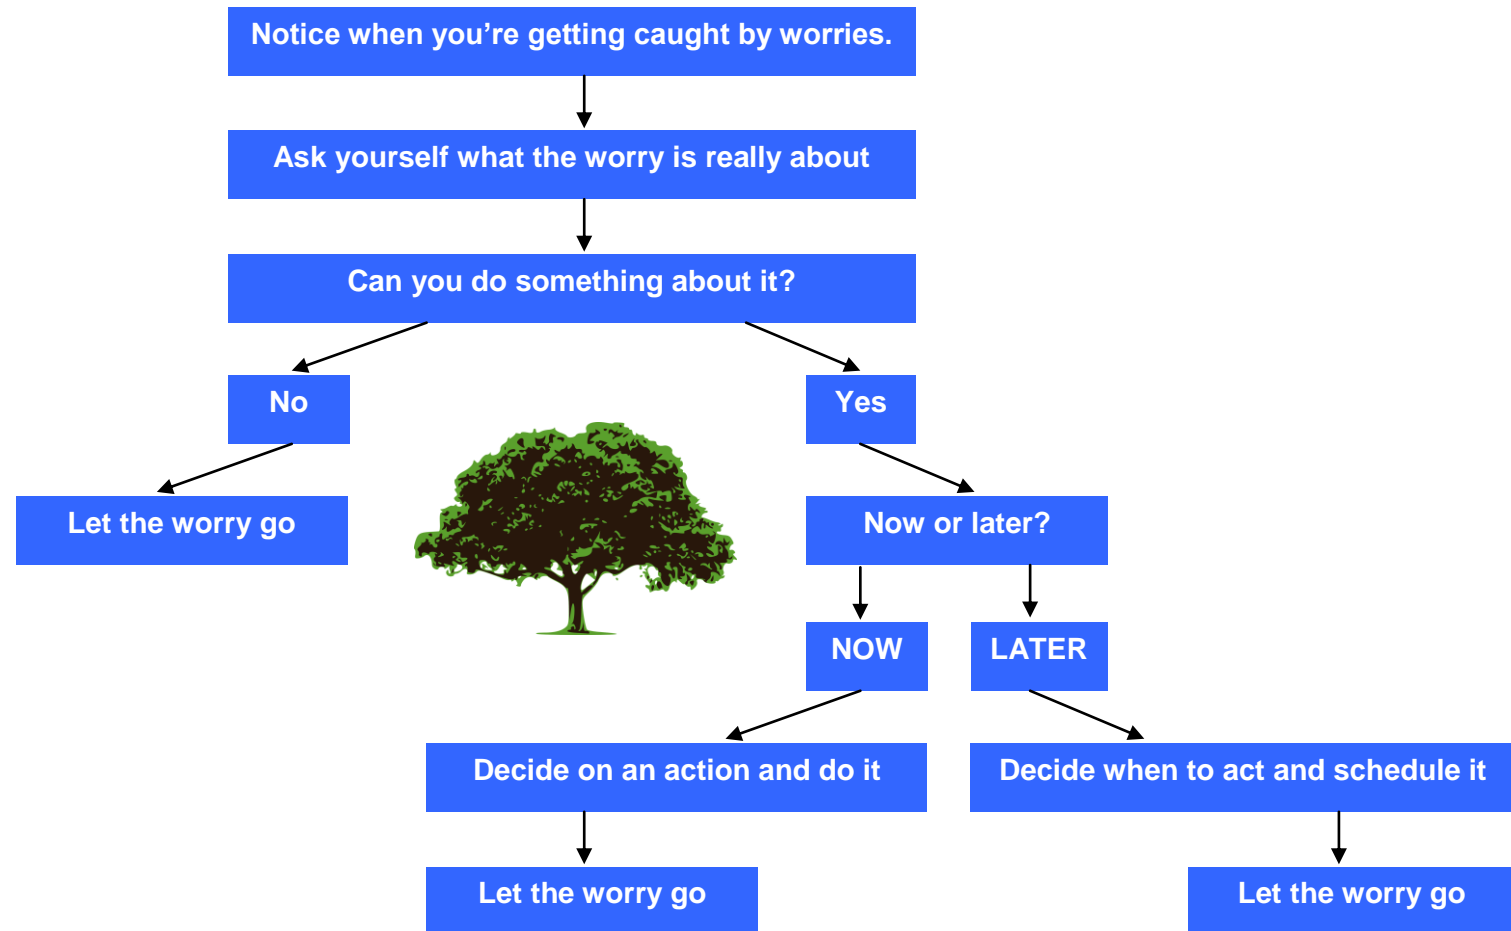 Notice when you’re getting caught by worries.
Ask yourself what the worry is really about
Can you do something about it?
No
Yes
Let the worry go
Now or later?
NOW
LATER
Decide on an action and do it
Decide when to act and schedule it
Let the worry go
Let the worry go